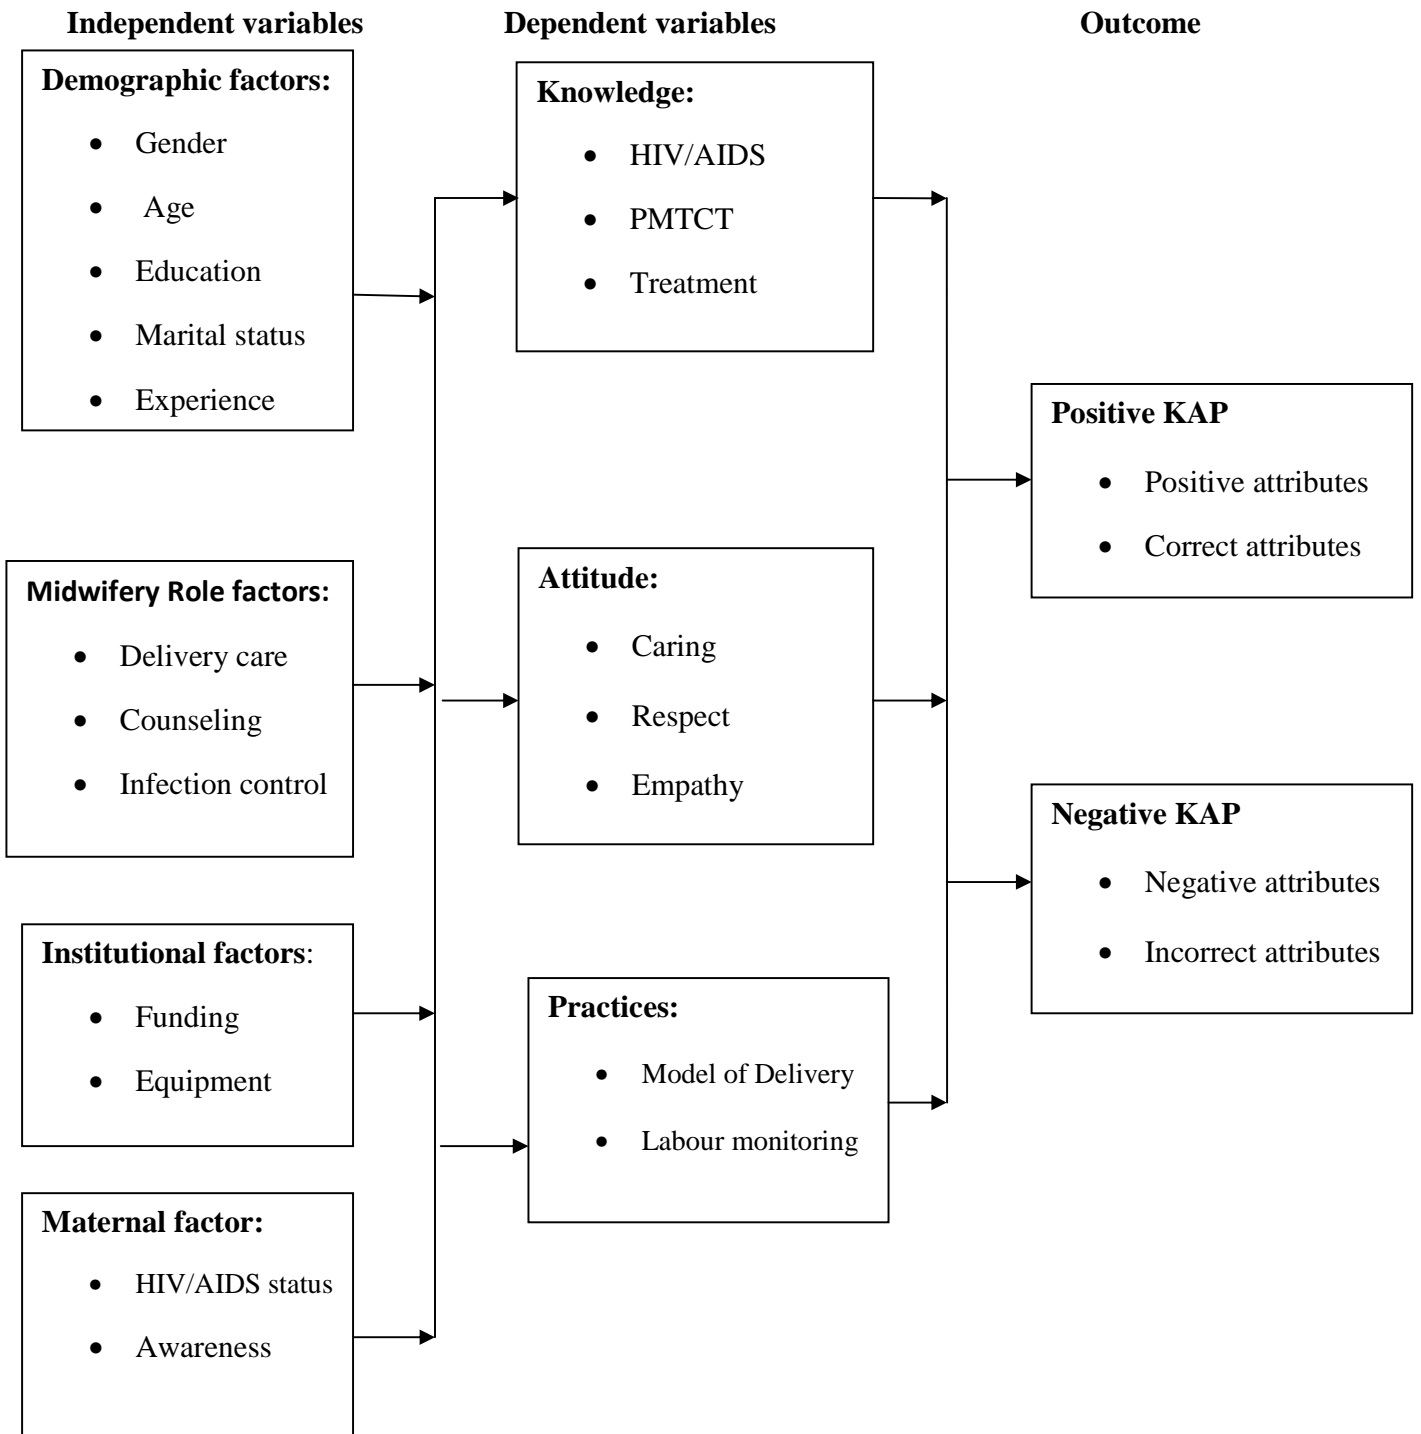 Independent variables
Dependent variables
Outcome
Demographic factors:
• Gender
• Age
• Education
• Marital status
• Experience
Midwifery Role factors:
• Delivery care
• Counseling
• Infection control
Institutional factors:
• Funding
• Equipment
Maternal factor:
• HIV/AIDS status
• Awareness
Knowledge:
• HIV/AIDS
• PMTCT
• Treatment
Attitude:
• Caring
• Respect
• Empathy
Practices:
• Model of Delivery
• Labour monitoring
Positive KAP
• Positive attributes
• Correct attributes
Negative KAP
• Negative attributes
• Incorrect attributes